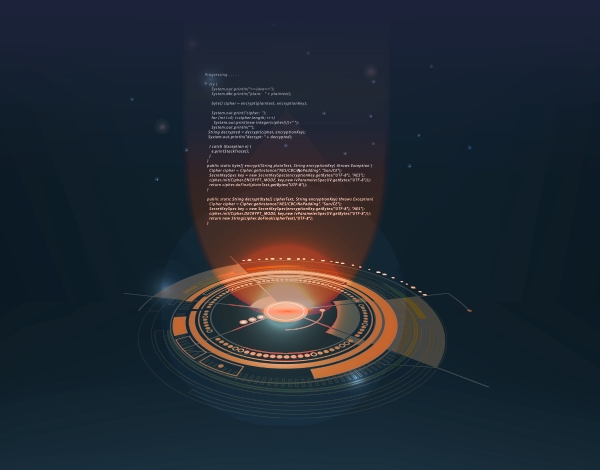 Progressing . . . .
try {
System.out.println("==Java==");
System.out.println("plain: " + plaintext);
byte[] cipher = encrypt(plaintext, encryptionKey);
System.out.print("cipher: ");
for (int i=0; i<cipher.length; i++)
System.out.print(new Integer(cipher[i])+"");
System.out.println("");
String decrypted = decrypt(cipher, encryptionKey);
System.out.println("decrypt: " + decrypted);
} catch (Exception e) {
e.printStackTrace();
}
public static byte[] encrypt(String plainText, String encryptionKey) throws Exception {
Cipher cipher = Cipher.getInstance("AES/CBC/NoPadding", "SunJCE");
SecretKeySpec key = new SecretKeySpec(encryptionKey.getBytes("UTF-8"), "AES");
cipher.init(Cipher.ENCRYPT_MODE, key,new IvParameterSpec(IV.getBytes("UTF-8")));
return cipher.doFinal(plainText.getBytes("UTF-8"));
}
public static String decrypt(byte[] cipherText, String encryptionKey) throws Exception{
Cipher cipher = Cipher.getInstance("AES/CBC/NoPadding", "SunJCE");
SecretKeySpec key = new SecretKeySpec(encryptionKey.getBytes("UTF-8"), "AES");
cipher.init(Cipher.DECRYPT_MODE, key,new IvParameterSpec(IV.getBytes("UTF-8")));
return new String(cipher.doFinal(cipherText),"UTF-8");
}